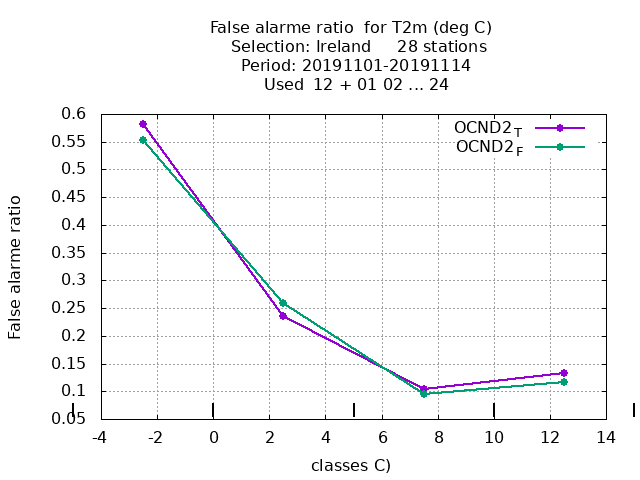 False alarme ratio  for T2m (deg C)
Selection: Ireland     28 stations
Period: 20191101-20191114
Used  12 + 01 02 ... 24
OCND2T
OCND2F
0.6
0.55
0.5
0.45
0.4
0.35
0.3
0.25
0.2
0.15
0.1
0.05
False alarme ratio
-4 -2 0 2 4 6 8 10 12 14
classes C)